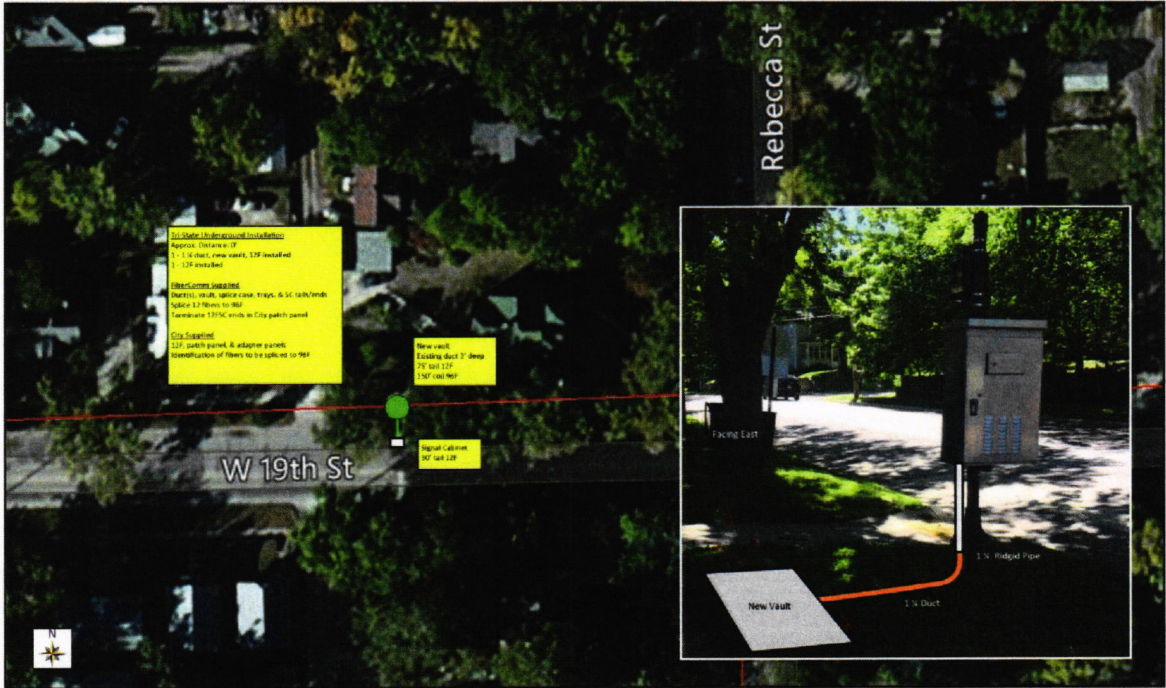 Rebecca St
Tri-State Underground Installation
Approx. Distance: 0'
1 - 1 ¼ duct, new vault, 12F installed
1 - 12F installed
FiberComm Supplied
Duct(s), vault, splice case, trays, & SC tails/ends
Splice 12 fibers to 96F
Terminate 12FSC ends in City patch panel
City Supplied
12F, patch panel, & adapter panels
Identification of fibers to be spliced to 96F
New vault
Existing duct 3' deep
75' tail 12F
150' coil 96F
Signal Cabinet
30' tail 12F
W 19th St
Facing East
1 ¼ Ridgid Pipe
1 ¼ Duct
New Vault
N